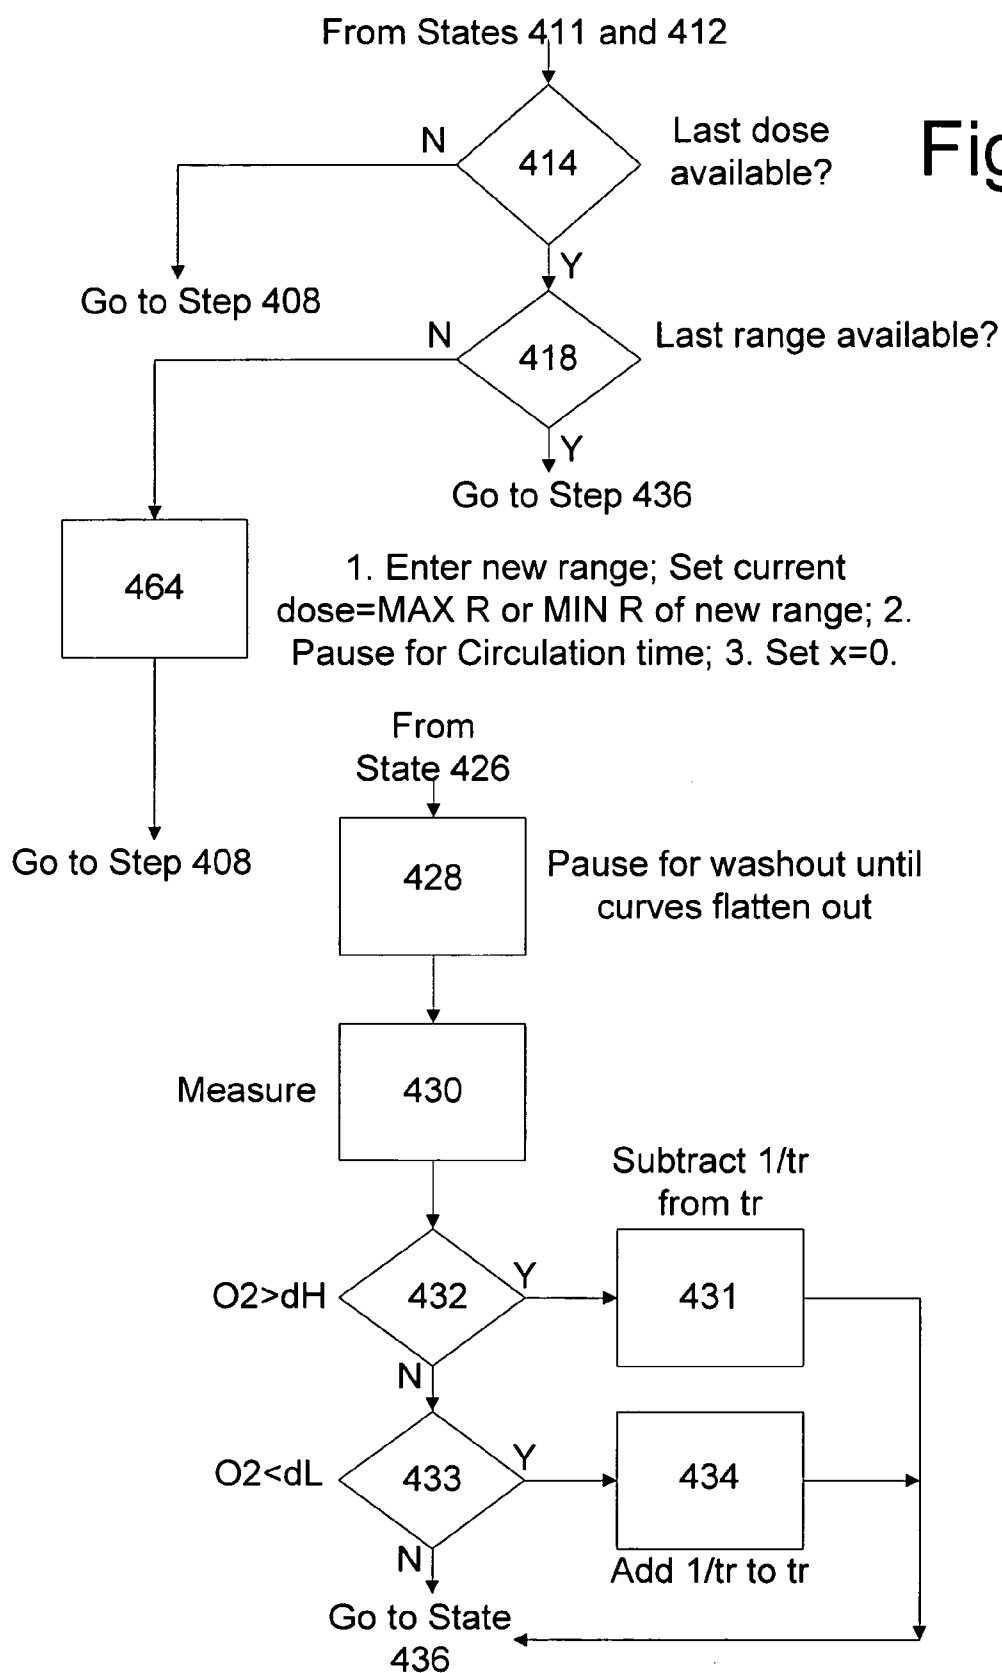 From States 411 and 412
N
414
Last dose
available?
Fig
Y
Go to Step 408
N
418
Last range available?
Y
Go to Step 436
464
1. Enter new range; Set current
dose=MAX R or MIN R of new range; 2.
Pause for Circulation time; 3. Set x=0.
From
State 426
Go to Step 408
428
Pause for washout until
curves flatten out
Measure
430
Subtract 1/tr
from tr
O2>dH
432
Y
431
N
O2<dL
433
Y
434
N
Add 1/tr to tr
Go to State
436